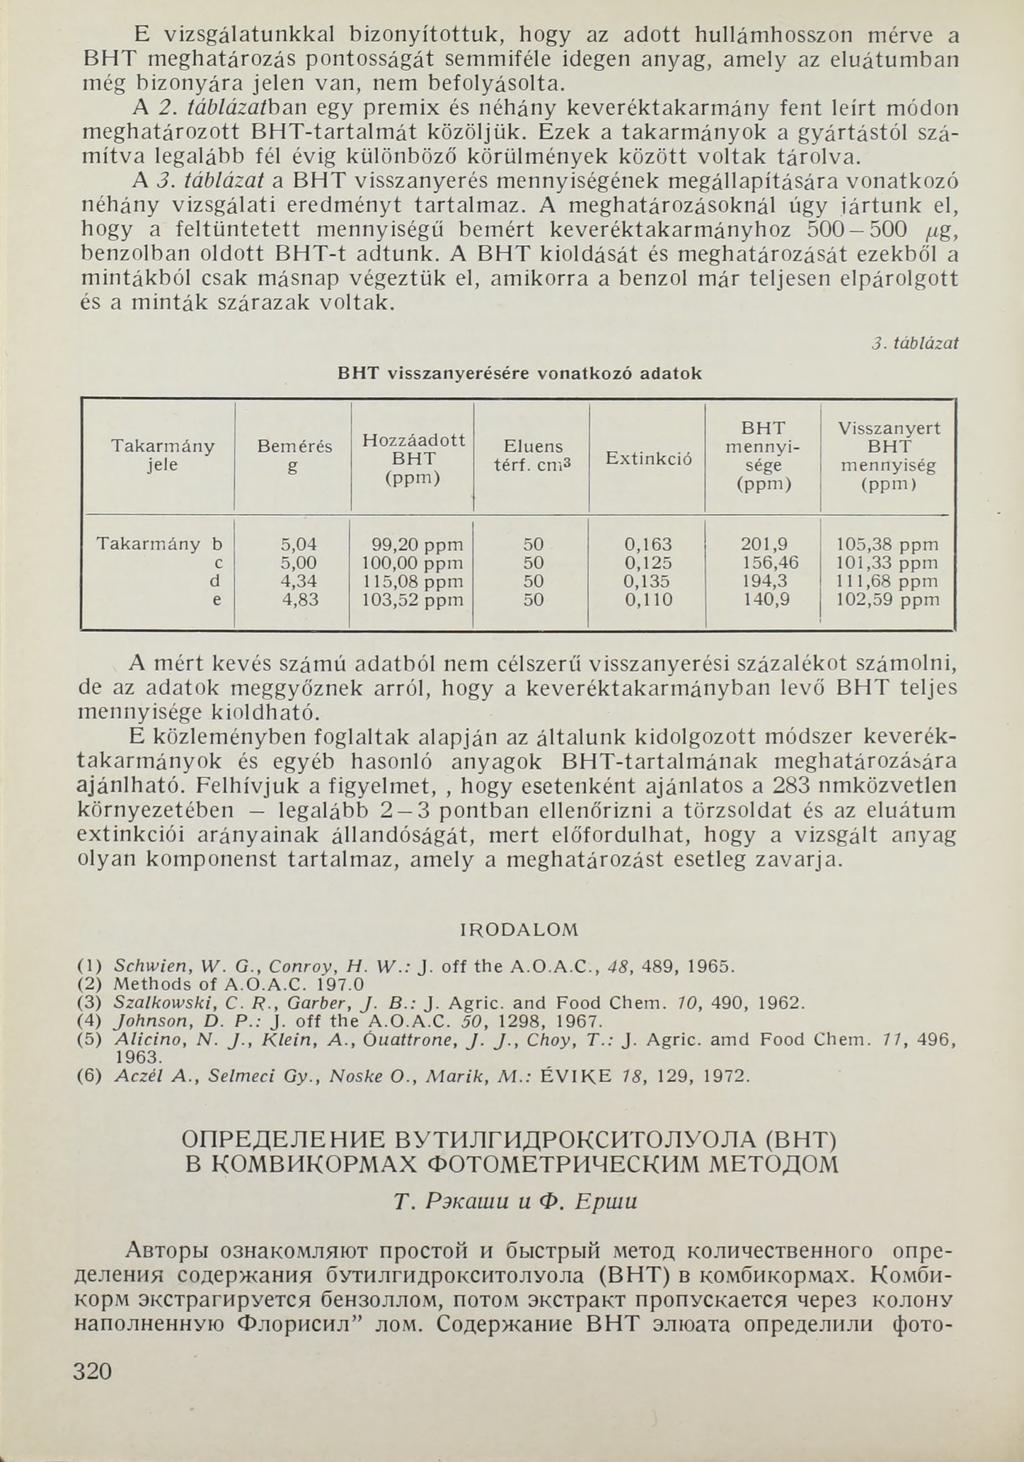 E vizsgálatunkkal bizonyítottuk, hogy az adott hullámhosszon mérve a
BHT meghatározás pontosságát semmiféle idegen anyag, amely az eluátumban
még bizonyára jelen van, nem befolyásolta.
A 2. táblázatban egy premix és néhány keveréktakarmány fent leírt módon
meghatározott BHT-tartalmát közöljük. Ezek a takarmányok a gyártástól szá-
mítva legalább fél évig különböző körülmények között voltak tárolva.
A 3. táblázat a BHT visszanyerés mennyiségének megállapítására vonatkozó
néhány vizsgálati eredményt tartalmaz. A meghatározásoknál úgy jártunk el,
hogy a feltüntetett mennyiségű bemért keveréktakarmányhoz 500—500 µg,
benzolban oldott BHT-t adtunk. A BHT kioldását és meghatározását ezekből a
mintákból csak másnap végeztük el, amikorra a benzol már teljesen elpárolgott
és a minták szárazak voltak.
3. táblázat
BHT visszanyerésére vonatkozó adatok
Takarmány jele | Bemérés g | Hozzáadott BHT (ppm) | Eluens térf. cm³ | Extinkció | BHT mennyi-sége (ppm) | Visszanyert BHT mennyiség (ppm)
Takarmány b | 5,04 | 99,20 ppm | 50 | 0,163 | 201,9 | 105,38 ppm
c | 5,00 | 100,00 ppm | 50 | 0,125 | 156,46 | 101,33 ppm
d | 4,34 | 115,08 ppm | 50 | 0,135 | 194,3 | 111,68 ppm
e | 4,83 | 103,52 ppm | 50 | 0,110 | 140,9 | 102,59 ppm
A mért kevés számú adatból nem célszerű visszanyerési százalékot számolni,
de az adatok meggyőznek arról, hogy a keveréktakarmányban levő BHT teljes
mennyisége kioldható.
E közleményben foglaltak alapján az általunk kidolgozott módszer keverék-
takarmányok és egyéb hasonló anyagok BHT-tartalmának meghatározására
ajánlható. Felhívjuk a figyelmet, , hogy esetenként ajánlatos a 283 nmközvetlen
környezetében — legalább 2—3 pontban ellenőrizni a törzsoldat és az eluátum
extinkciói arányainak állandóságát, mert előfordulhat, hogy a vizsgált anyag
olyan komponenst tartalmaz, amely a meghatározást esetleg zavarja.
IRODALOM
(1) Schwien, W. G., Conroy, H. W.: J. off the A.O.A.C., 48, 489, 1965.
(2) Methods of A.O.A.C. 197.0
(3) Szalkowski, C. R., Garber, J. B.: J. Agric. and Food Chem. 10, 490, 1962.
(4) Johnson, D. P.: J. off the A.O.A.C. 50, 1298, 1967.
(5) Alicino, N. J., Klein, A., Ouattrone, J. J., Choy, T.: J. Agric. amd Food Chem. 11, 496,
1963.
(6) Aczél A., Selmeci Gy., Noske O., Marik, M.: ÉVIKE 18, 129, 1972.
ОПРЕДЕЛЕНИЕ ВУТИЛГИДРОКСИТОЛУОЛА (ВНТ)
В КОМВИКОРМАХ ФОТОМЕТРИЧЕСКИМ МЕТОДОМ
Т. Рэкаши и Ф. Ерши
Авторы ознакомляют простой и быстрый метод количественного опре-
деления содержания бутилгидрокситолуола (ВНТ) в комбикормах. Комби-
корм экстрагируется бензоллом, потом экстракт пропускается через колону
наполненную Флорисил” лом. Содержание ВНТ элюата определили фото-
320